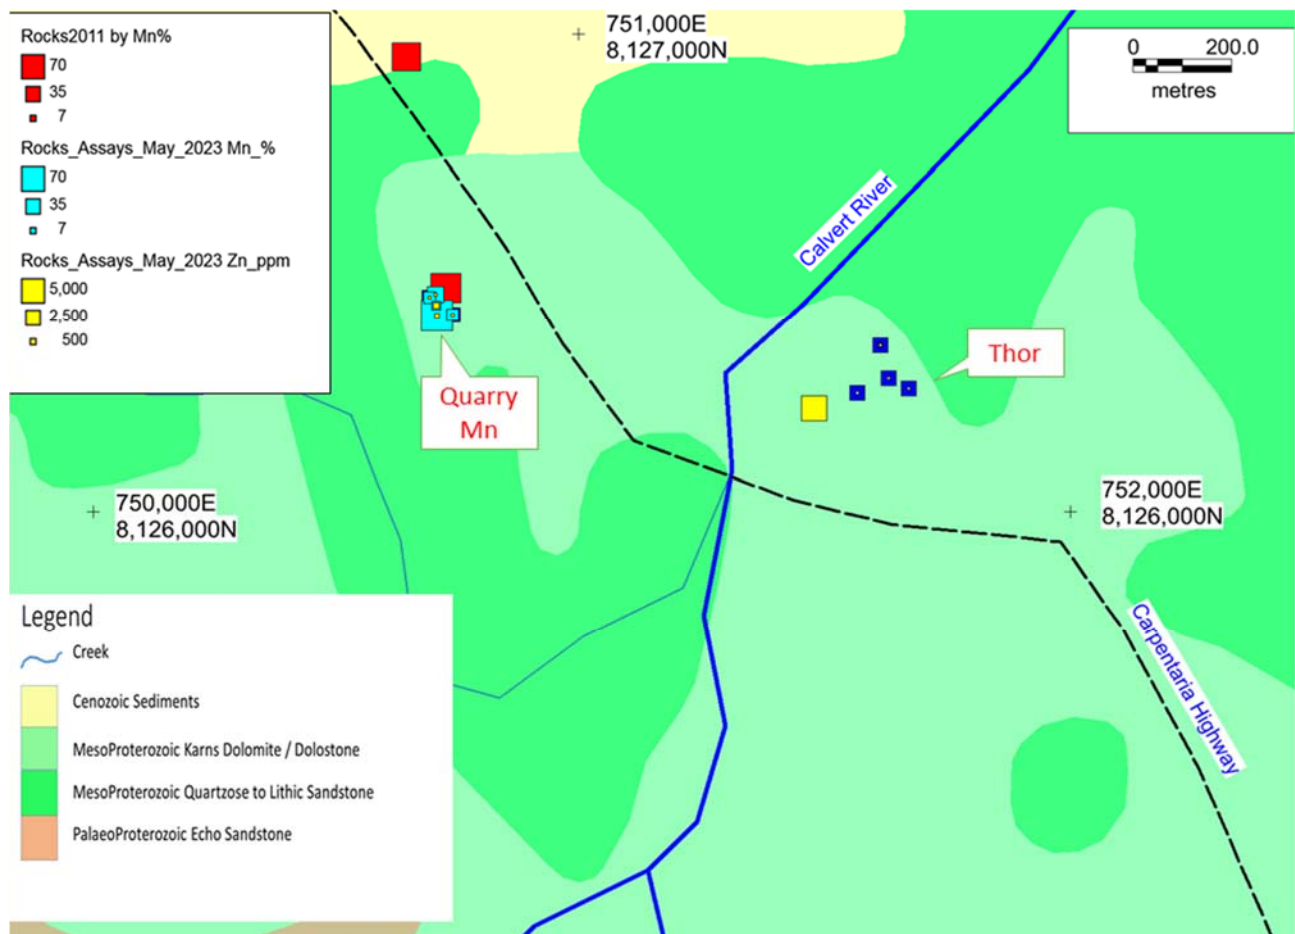 Rocks2011 by Mn%
70
35
7
Rocks_Assays_May_2023 Mn_%
70
35
7
Rocks_Assays_May_2023 Zn_ppm
5,000
2,500
500
751,000E
8,127,000N
0 200.0
metres
Calvert River
Thor
Quarry
Mn
750,000E
8,126,000N
752,000E
8,126,000N
Carpentaria Highway
Legend
Creek
Cenozoic Sediments
MesoProterozoic Karns Dolomite / Dolostone
MesoProterozoic Quartzose to Lithic Sandstone
PalaeoProterozoic Echo Sandstone